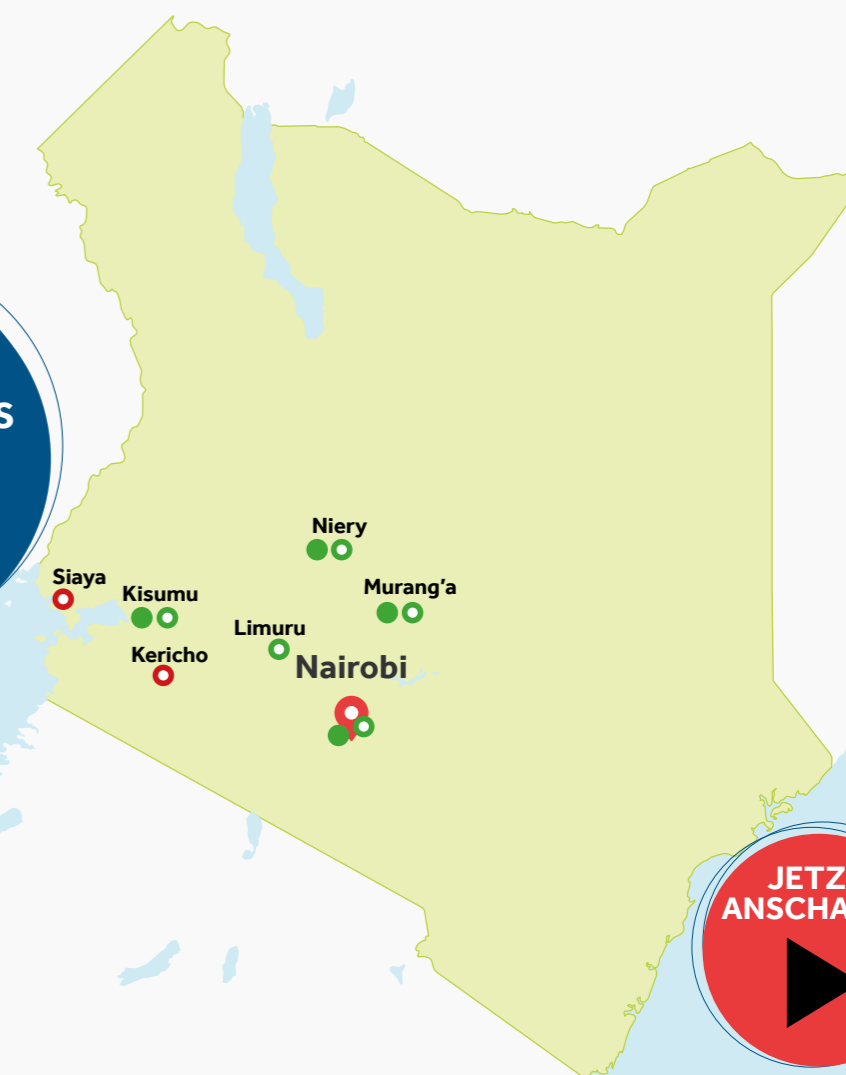 S
Niery
Siaya
Kisumu
Murang'a
Limuru
Kericho
Nairobi
JETZ
ANSCHA